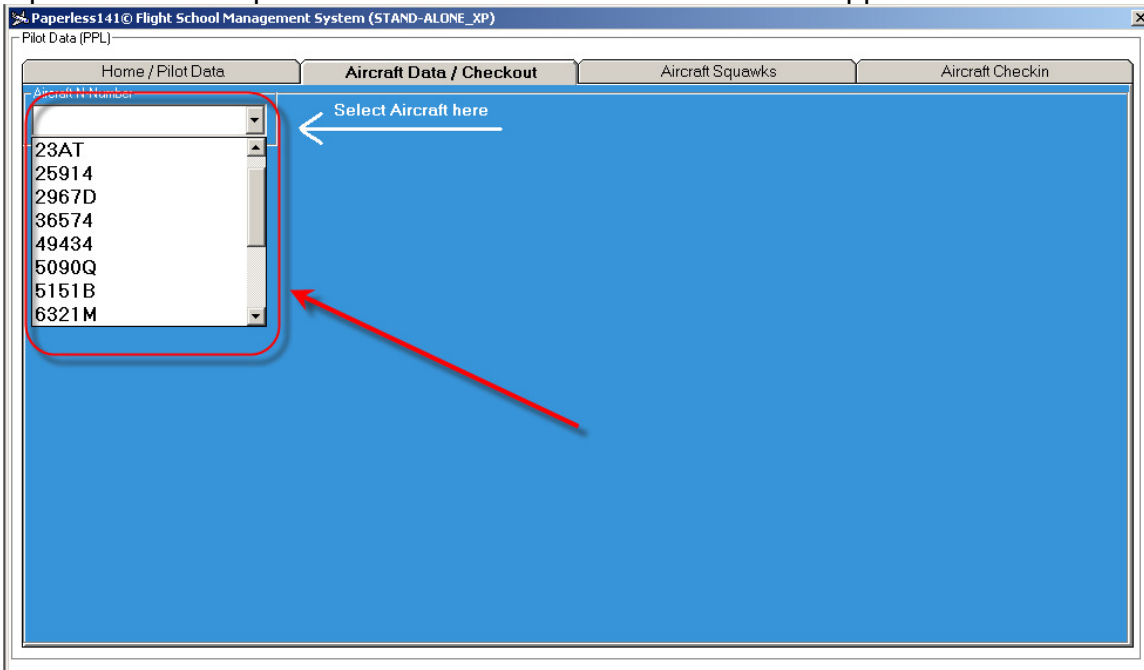 Paperless141© Flight School Management System (STAND-ALONE_XP)
Pilot Data (PPL)
Home / Pilot Data
Aircraft Data / Checkout
Aircraft Squawks
Aircraft Checkin
Aircraft N Number
Select Aircraft here
23AT
25914
2967D
36574
49434
5090Q
5151B
6321M